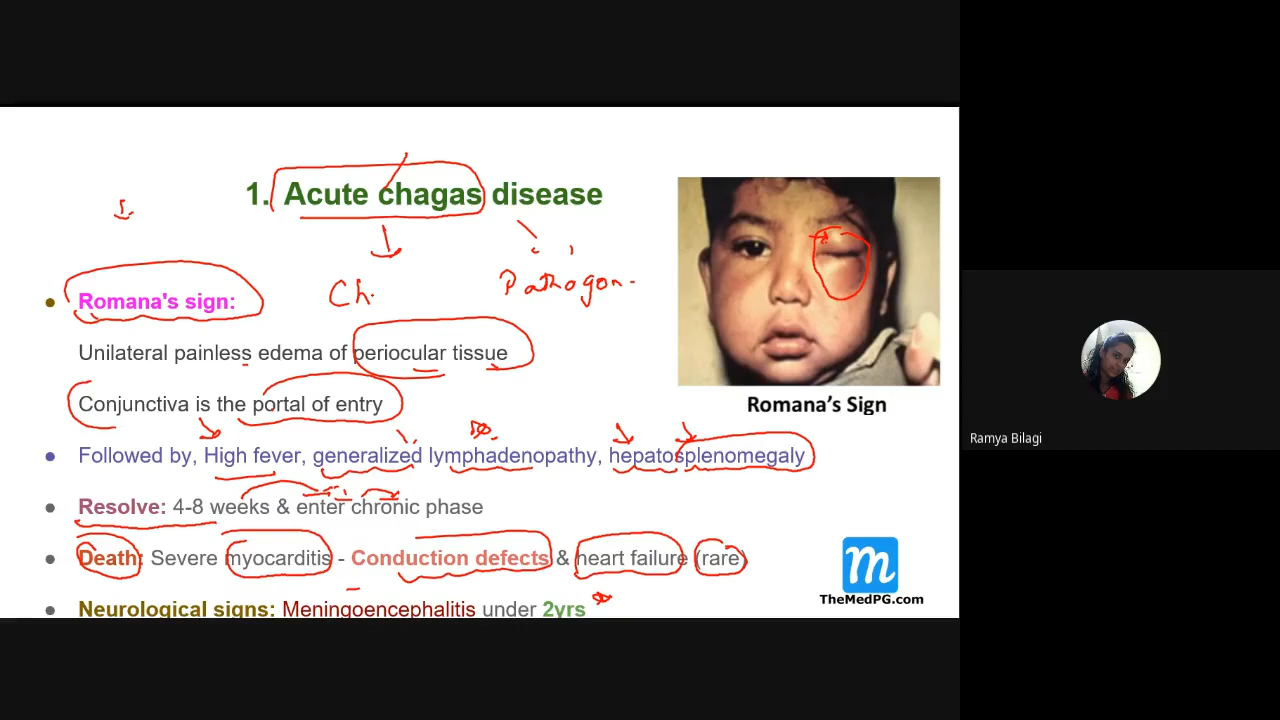 1. Acute chagas disease
Ch.
Pathogon.
Romana's sign:
Unilateral painless edema of periocular tissue
Conjunctiva is the portal of entry
Followed by, High fever, generalized lymphadenopathy, hepatosplenomegaly
Resolve: 4-8 weeks & enter chronic phase
Death: Severe myocarditis - Conduction defects & heart failure (rare)
Neurological signs: Meningoencephalitis under 2yrs
Romana's Sign
m
TheMedPG.com
Ramya Bilagi